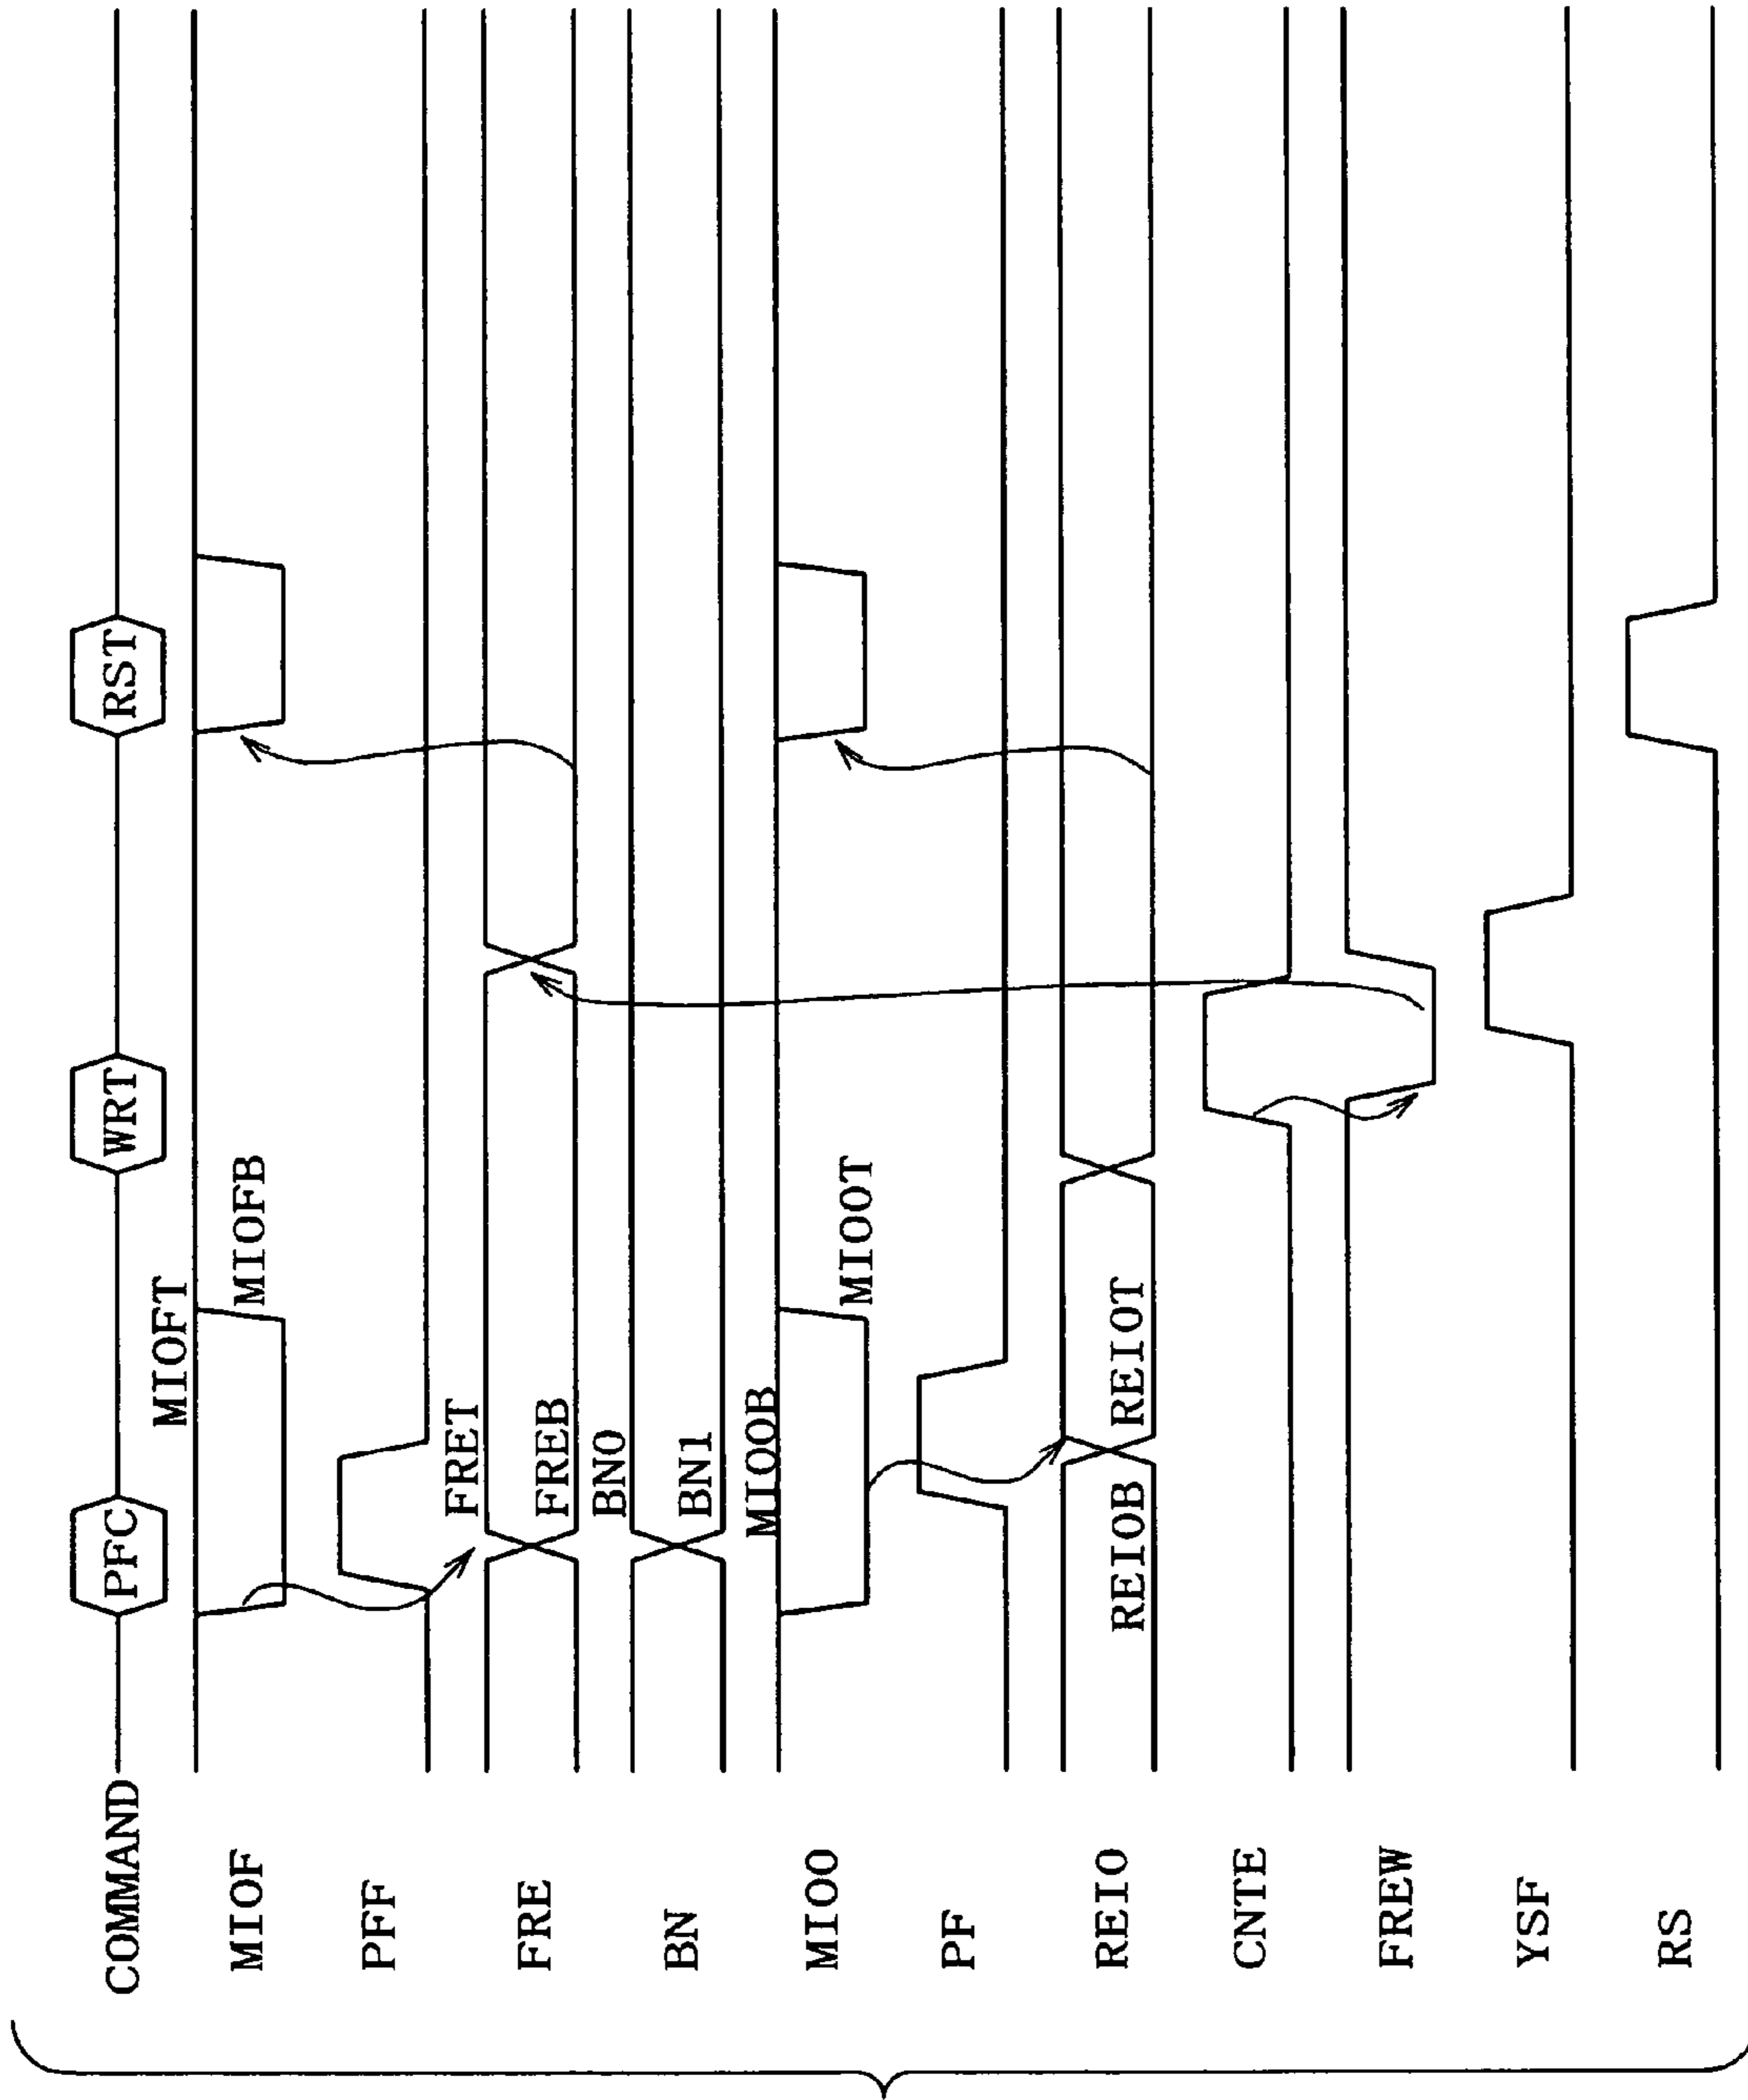 COMMAND PFC WRT RST
MIOF MIOFT MIOFB
PFF
FRE FRET FREB
BN BN0 BN1
MIOO MIOOB MIOOT
PF
REIO REIOB REIOT
CNTE
FREW
YSF
RS